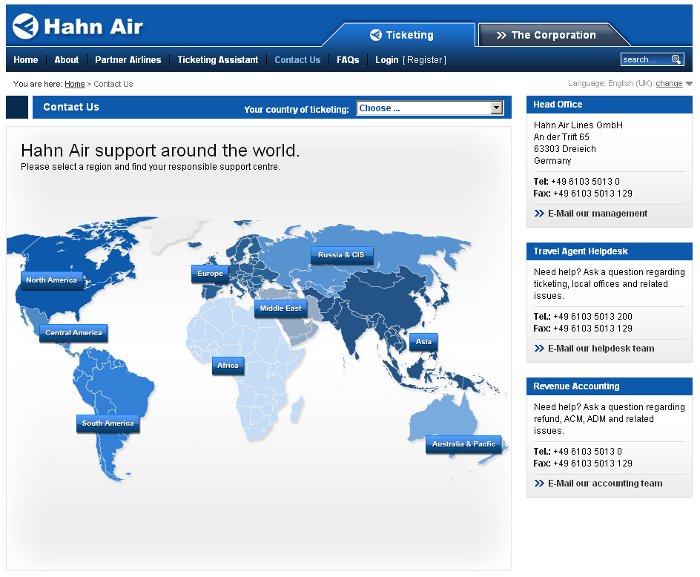 Hahn Air
Ticketing
The Corporation
Home About Partner Airlines Ticketing Assistant Contact Us FAQs Login [ Register ]
search...
You are here: Home > Contact Us
Language: English (UK) change
Contact Us
Your country of ticketing: Choose ...
Hahn Air support around the world.
Please select a region and find your responsible support centre.
Russia & CIS
Europe
North America
Middle East
Central America
Asia
Africa
South America
Australia & Pacfic
Head Office
Hahn Air Lines GmbH
An der Trift 65
63303 Dreieich
Germany
Tel: +49 6103 5013 0
Fax: +49 6103 5013 129
E-Mail our management
Travel Agent Helpdesk
Need help? Ask a question regarding
ticketing, local offices and related
issues.
Tel.: +49 6103 5013 200
Fax: +49 6103 5013 129
E-Mail our helpdesk team
Revenue Accounting
Need help? Ask a question regarding
refund, ACM, ADM and related
issues.
Tel.: +49 6103 5013 0
Fax: +49 6103 5013 129
E-Mail our accounting team